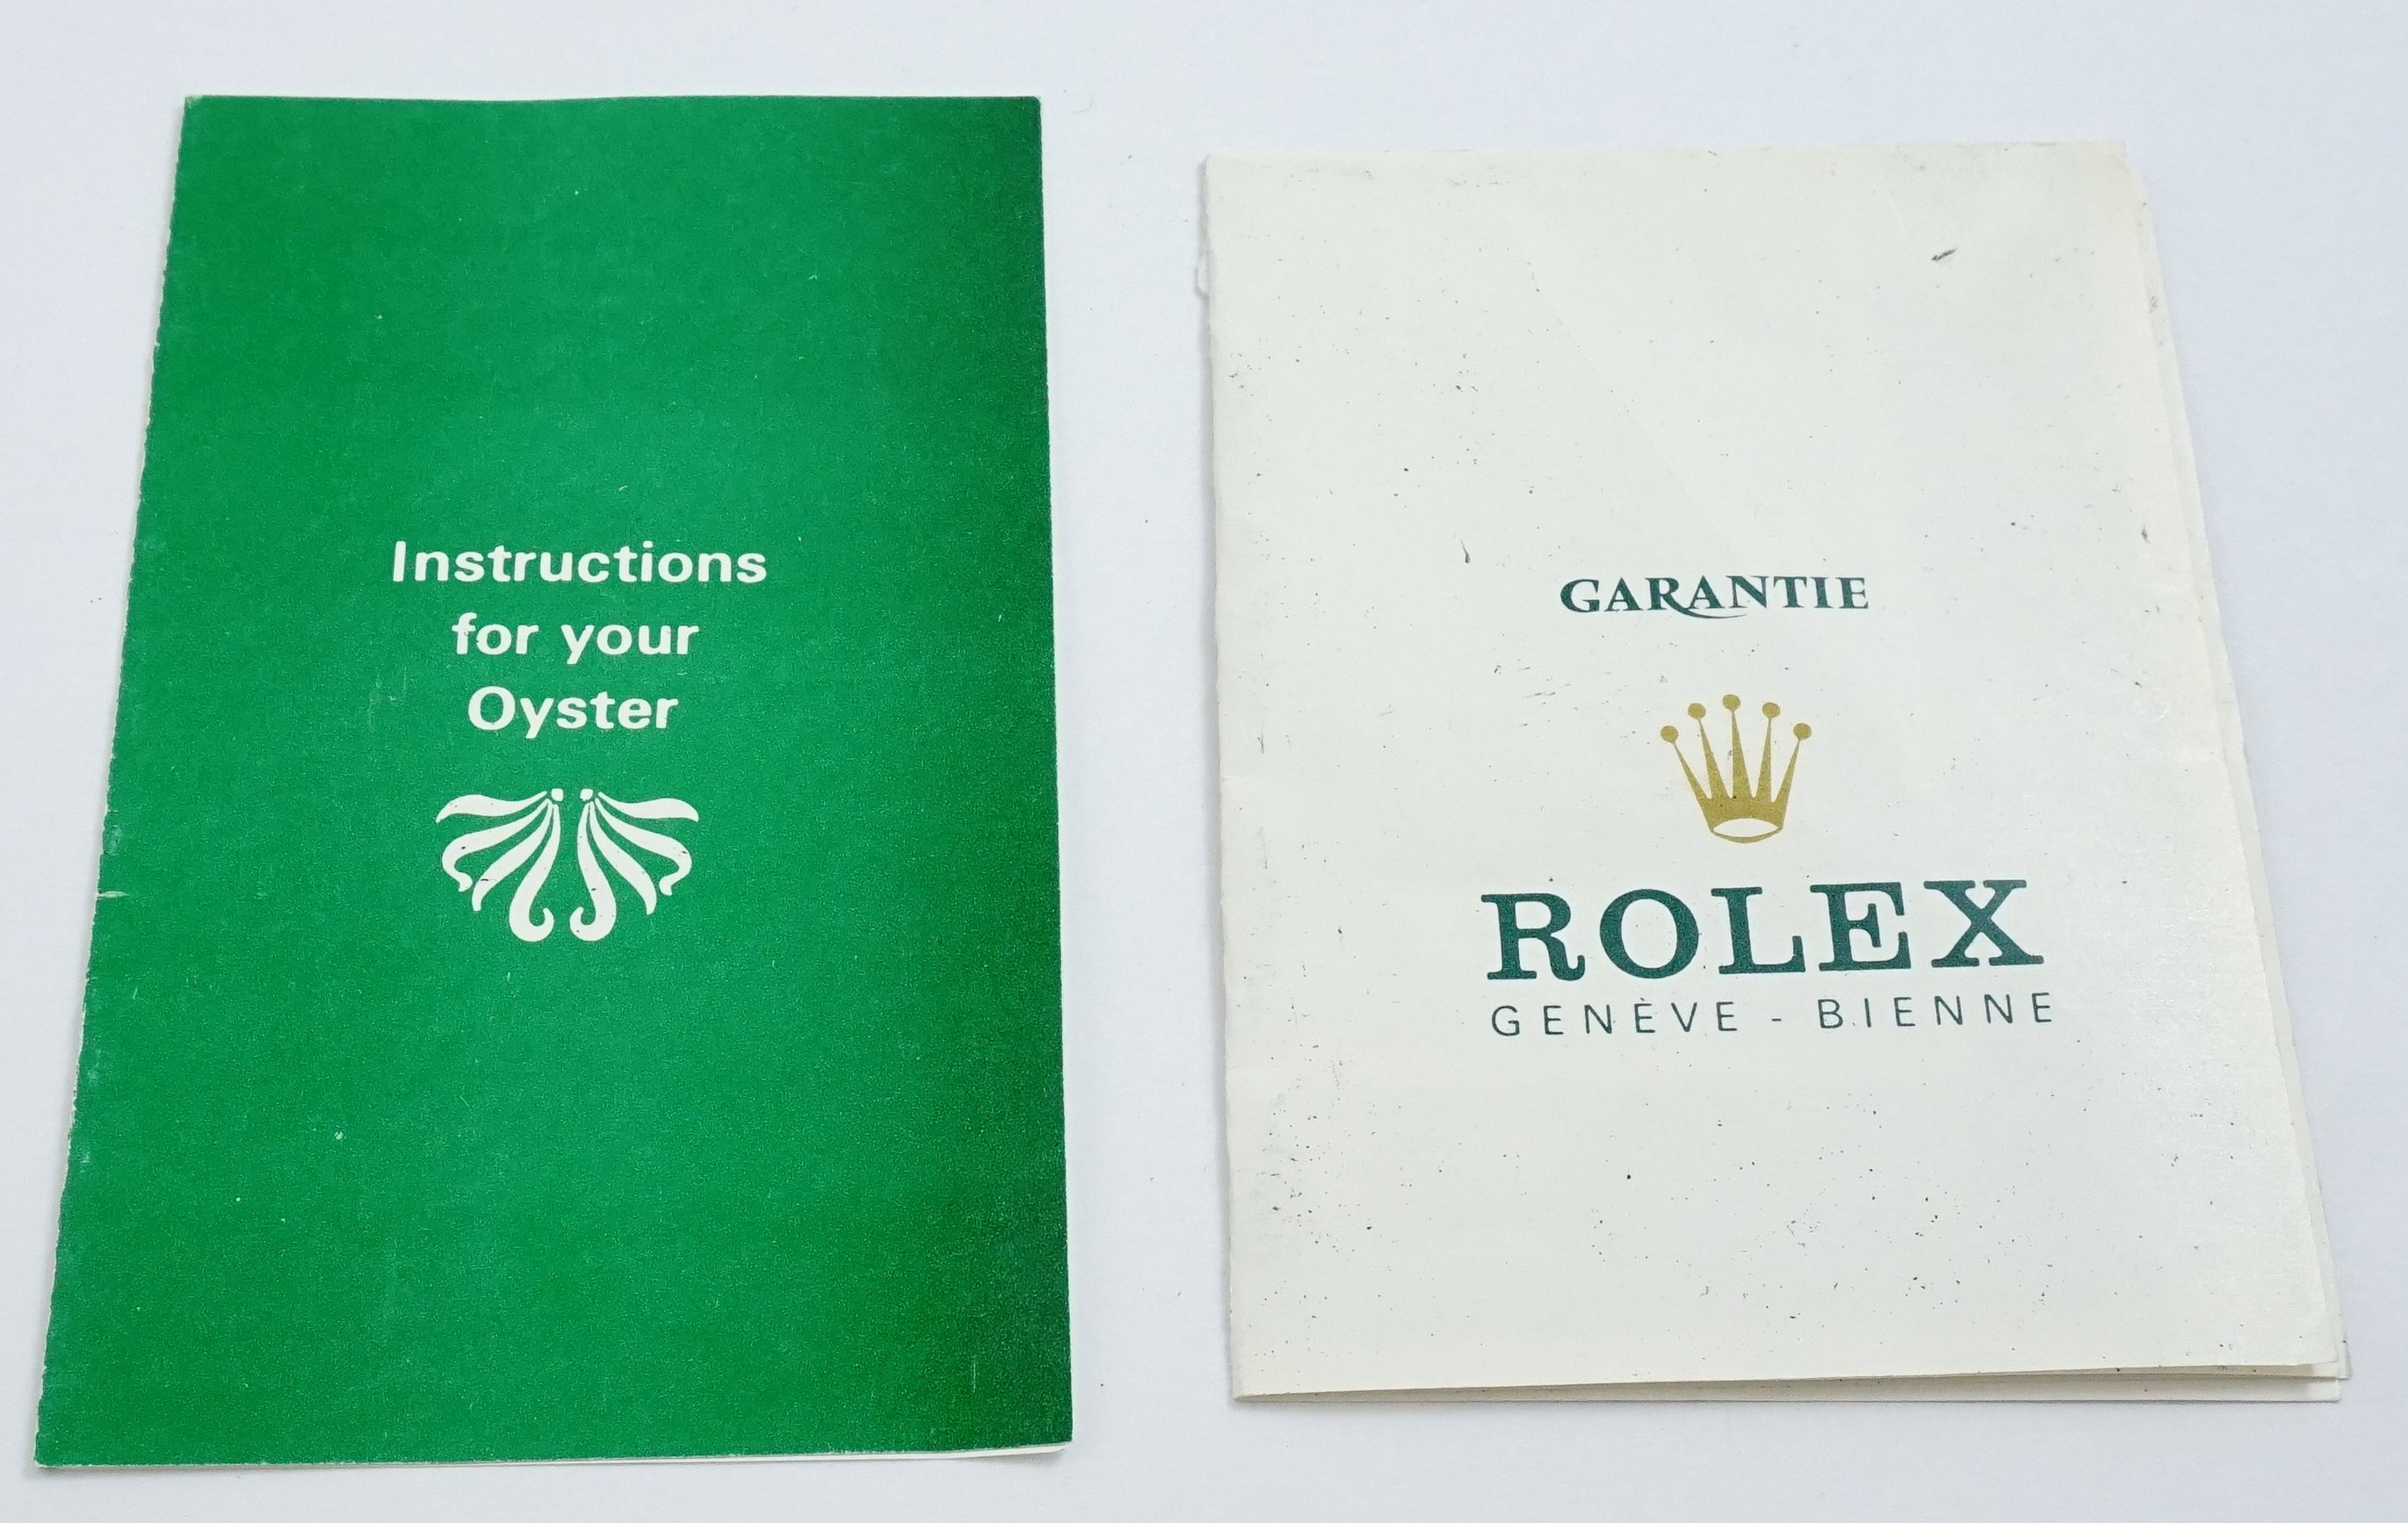 Instructions
for your
Oyster
GARANTIE
ROLEX
GENÈVE - BIENNE